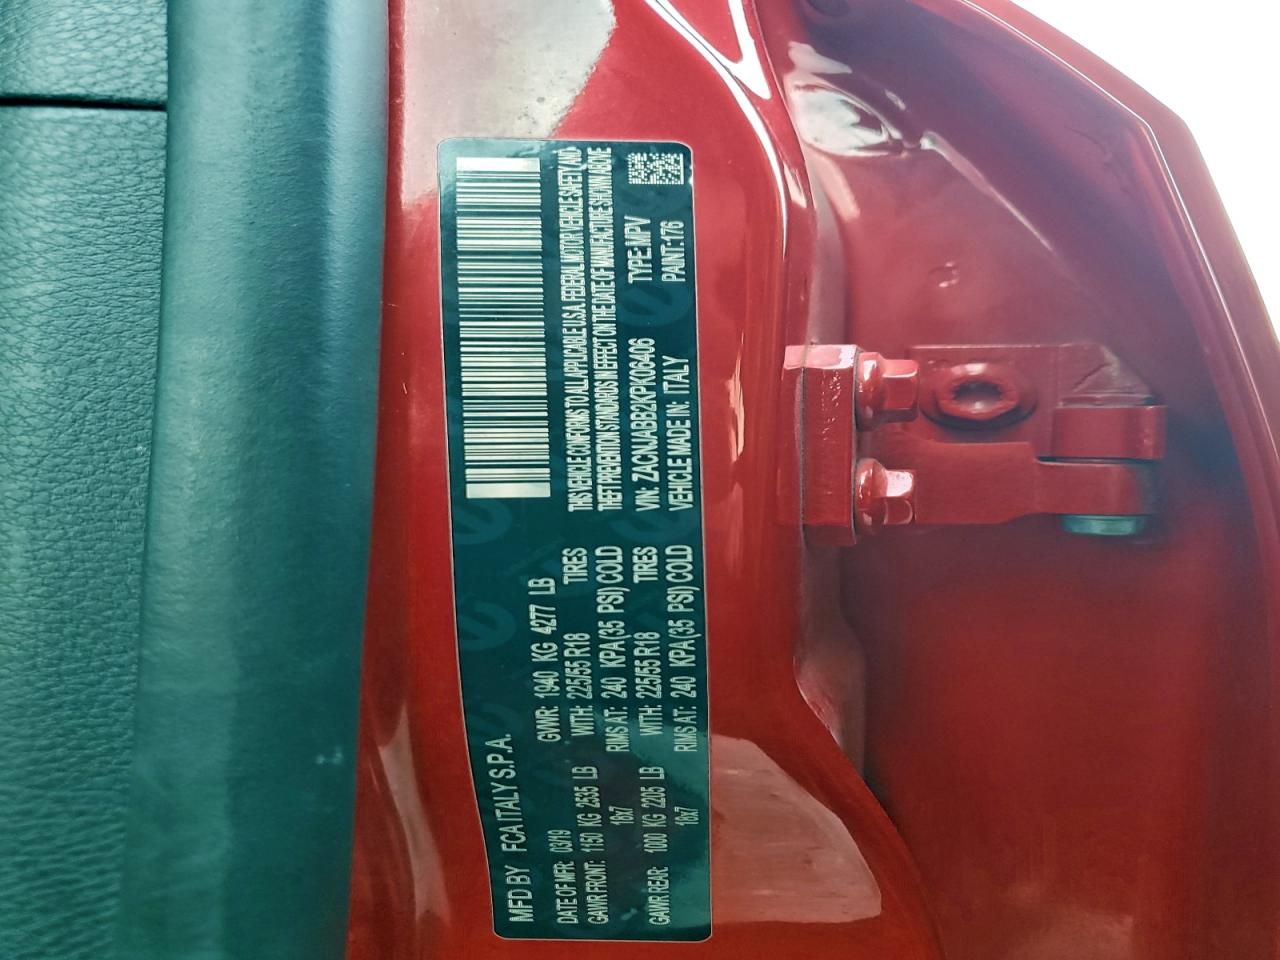 MFD BY FCA ITALY S.P.A.
DATE OF MFR: 03/19 GVWR: 1940 KG 4277 LB
GAWR FRONT: 1150 KG 2535 LB WITH: 225/55 R18 TIRES
18x7 RIMS AT: 240 KPA(35 PSI) COLD
GAWR REAR: 1000 KG 2205 LB WITH: 225/55 R18 TIRES
18x7 RIMS AT: 240 KPA(35 PSI) COLD
THIS VEHICLE CONFORMS TO ALL APPLICABLE U.S.A. FEDERAL MOTOR VEHICLE SAFETY, AND
THEFT PREVENTION STANDARDS IN EFFECT ON THE DATE OF MANUFACTURE SHOWN ABOVE
VIN: ZACNJABB2KPK06406 TYPE: MPV
VEHICLE MADE IN: ITALY PAINT:176